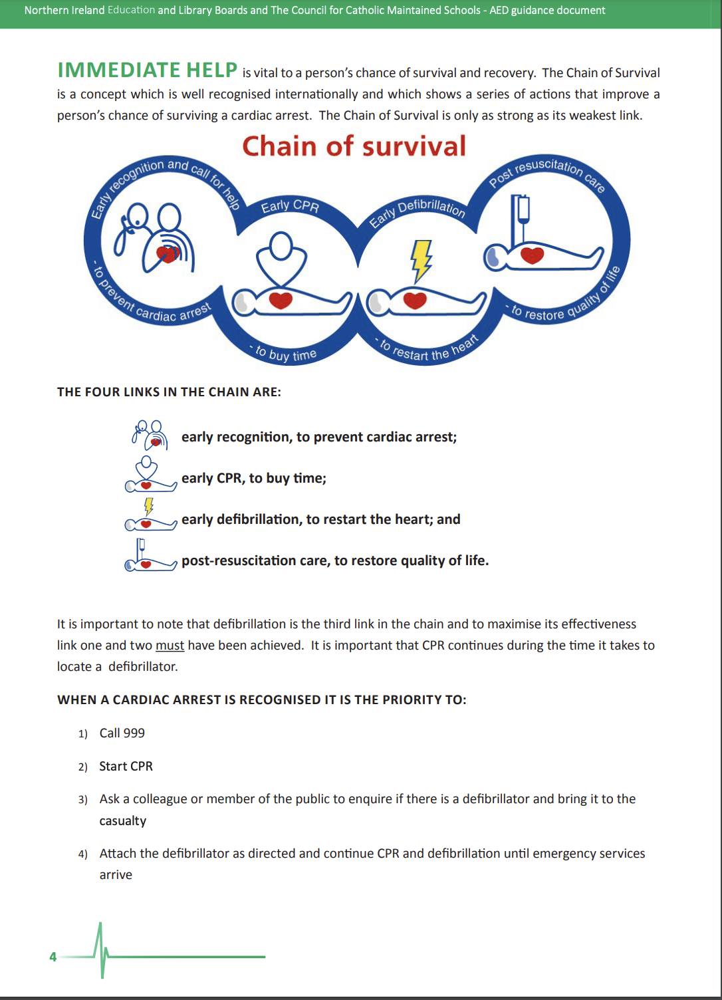 Northern Ireland Education and Library Boards and The Council for Catholic Maintained Schools - AED guidance document
IMMEDIATE HELP is vital to a person's chance of survival and recovery. The Chain of Survival
is a concept which is well recognised internationally and which shows a series of actions that improve a
person's chance of surviving a cardiac arrest. The Chain of Survival is only as strong as its weakest link.
Chain of survival
Early recognition and call for help
- to prevent cardiac arrest
Early CPR
- to buy time
Early Defibrillation
- to restart the heart
Post resuscitation care
- to restore quality of life
THE FOUR LINKS IN THE CHAIN ARE:
early recognition, to prevent cardiac arrest;
early CPR, to buy time;
early defibrillation, to restart the heart; and
post-resuscitation care, to restore quality of life.
It is important to note that defibrillation is the third link in the chain and to maximise its effectiveness
link one and two must have been achieved. It is important that CPR continues during the time it takes to
locate a defibrillator.
WHEN A CARDIAC ARREST IS RECOGNISED IT IS THE PRIORITY TO:
1) Call 999
2) Start CPR
3) Ask a colleague or member of the public to enquire if there is a defibrillator and bring it to the
casualty
4) Attach the defibrillator as directed and continue CPR and defibrillation until emergency services
arrive
4